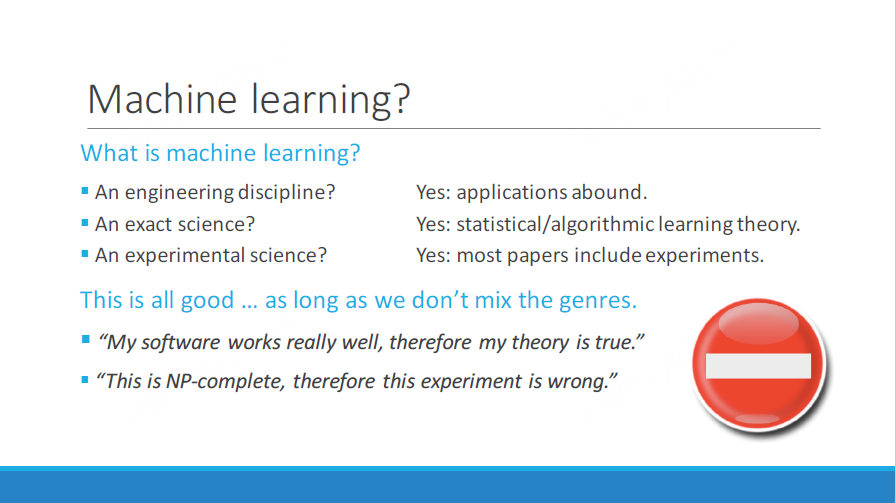 Machine learning?
What is machine learning?
▪ An engineering discipline? Yes: applications abound.
▪ An exact science? Yes: statistical/algorithmic learning theory.
▪ An experimental science? Yes: most papers include experiments.
This is all good … as long as we don’t mix the genres.
▪ “My software works really well, therefore my theory is true.”
▪ “This is NP-complete, therefore this experiment is wrong.”